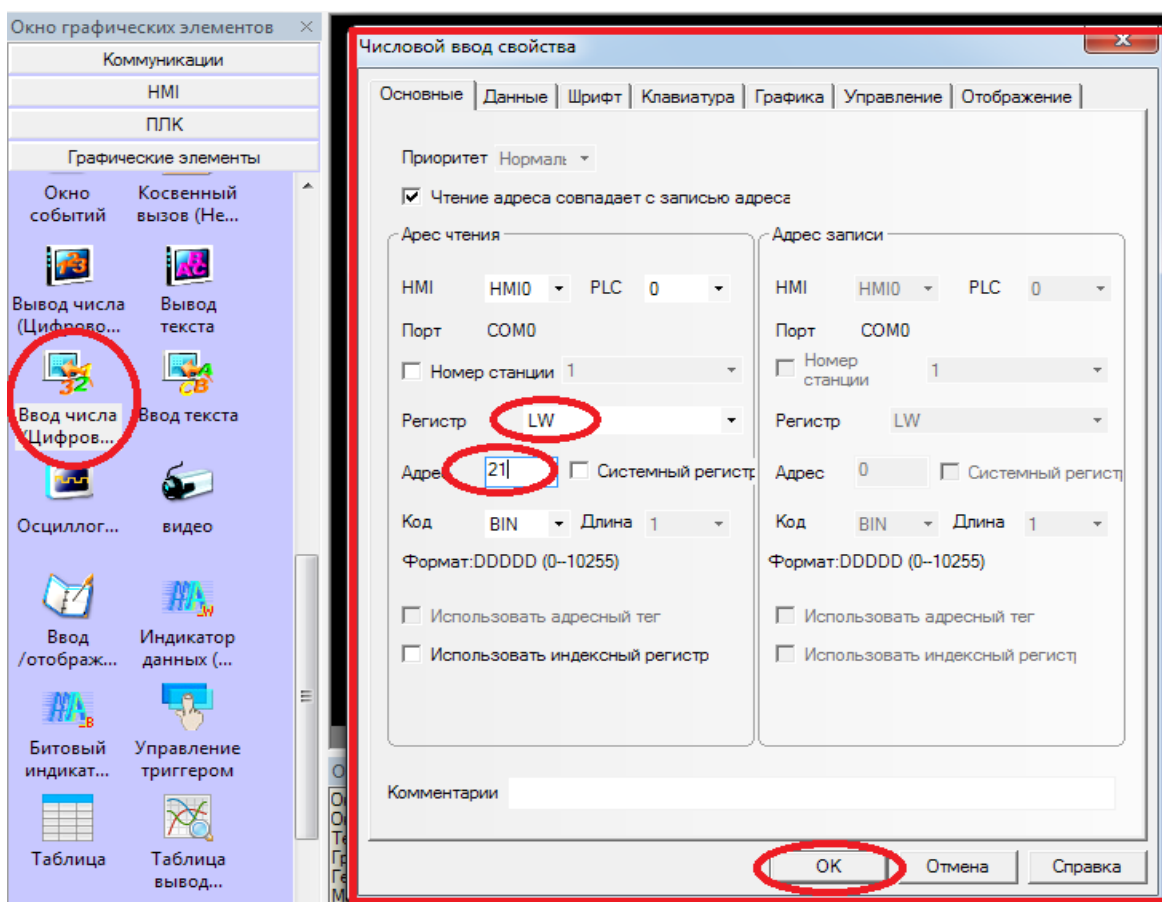 Окно графических элементов
Коммуникации
HMI
ПЛК
Графические элементы
Окно событий
Косвенный вызов (Не...
Вывод числа (Цифрово...
Вывод текста
Ввод числа (Цифров...
Ввод текста
Осциллог...
видео
Ввод /отображ...
Индикатор данных (...
Битовый индикат...
Управление триггером
Таблица
Таблица вывод...
Числовой ввод свойства
Основные Данные Шрифт Клавиатура Графика Управление Отображение
Приоритет Нормаль
Чтение адреса совпадает с записью адреса
Арес чтения
HMI HMI0 PLC 0
Порт COM0
Номер станции 1
Регистр LW
Адрес 21 Системный регистр
Код BIN Длина 1
Формат:DDDDD (0--10255)
Использовать адресный тег
Использовать индексный регистр
Адрес записи
HMI HMI0 PLC 0
Порт COM0
Номер станции 1
Регистр LW
Адрес 0 Системный регист
Код BIN Длина 1
Формат:DDDDD (0--10255)
Использовать адресный тег
Использовать индексный регист
Комментарии
OK Отмена Справка